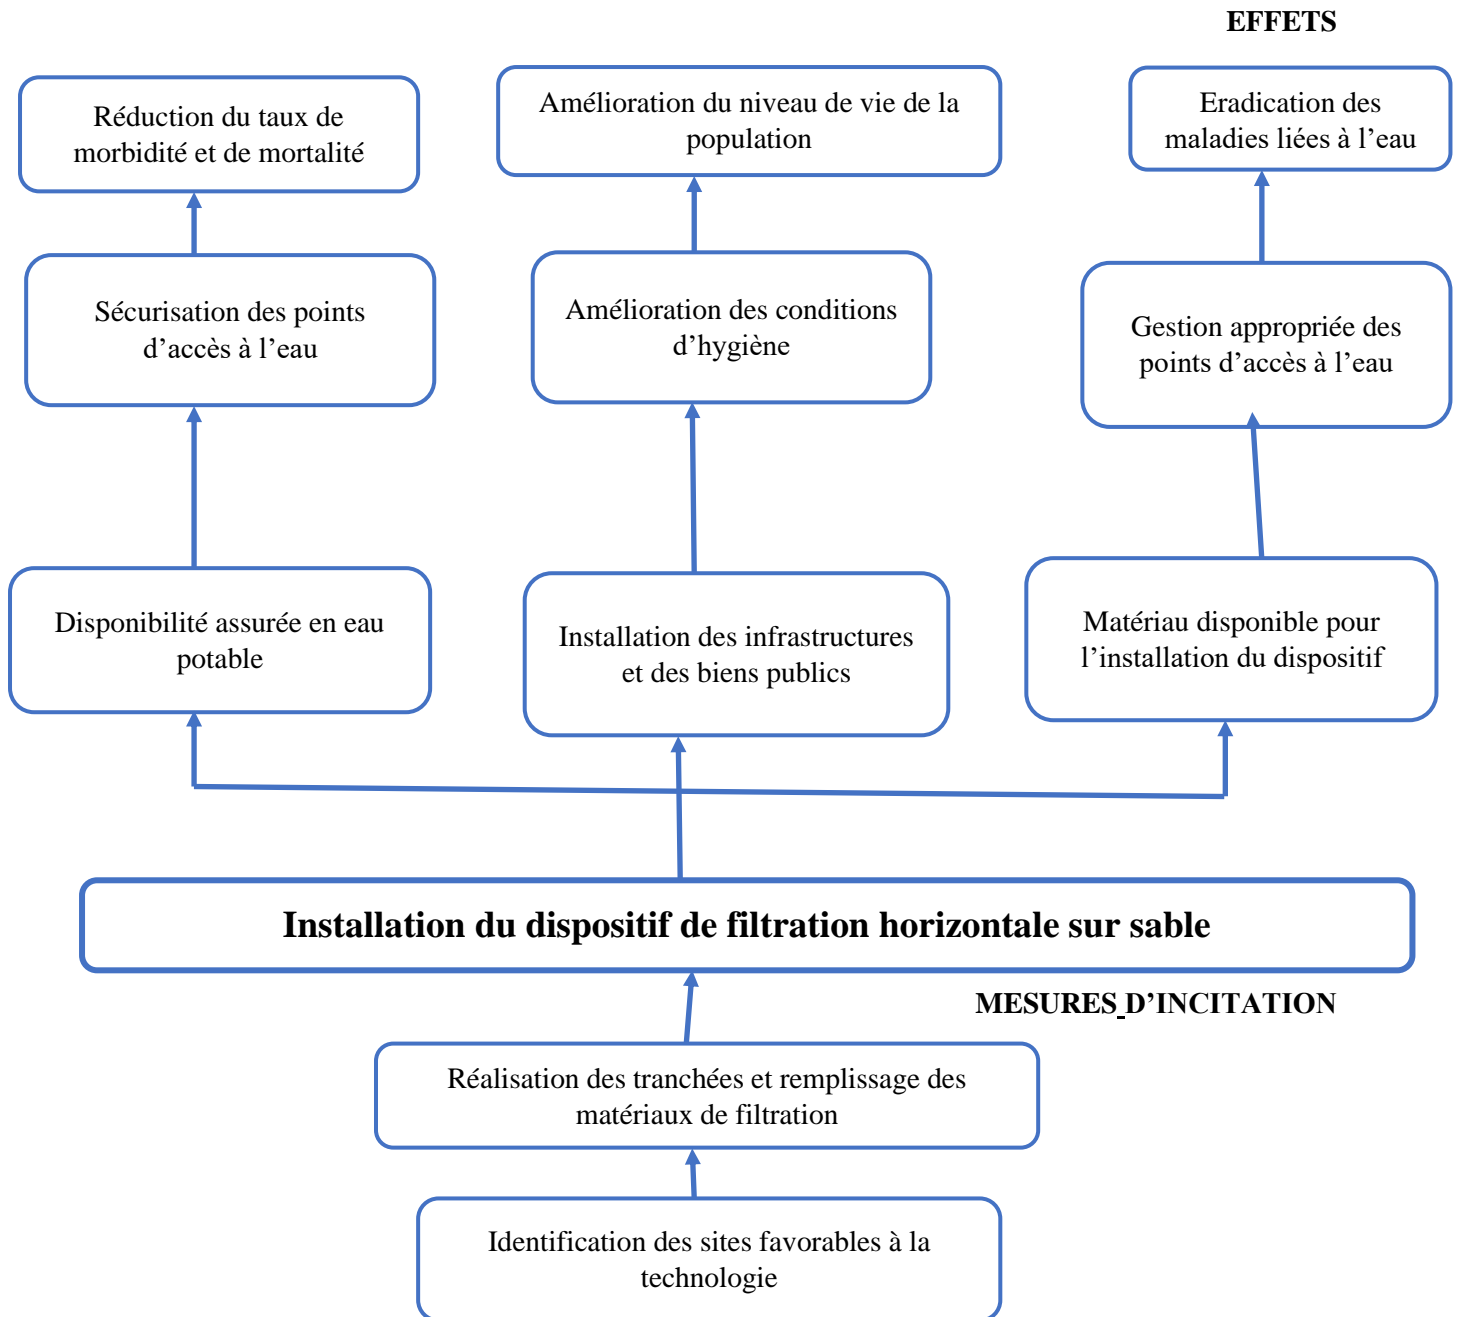 EFFETS
Réduction du taux de
morbidité et de mortalité
Amélioration du niveau de vie de la
population
Eradication des
maladies liées à l’eau
Sécurisation des points
d’accès à l’eau
Amélioration des conditions
d’hygiène
Gestion appropriée des
points d’accès à l’eau
Disponibilité assurée en eau
potable
Installation des infrastructures
et des biens publics
Matériau disponible pour
l’installation du dispositif
Installation du dispositif de filtration horizontale sur sable
MESURES D’INCITATION
Réalisation des tranchées et remplissage des
matériaux de filtration
Identification des sites favorables à la
technologie